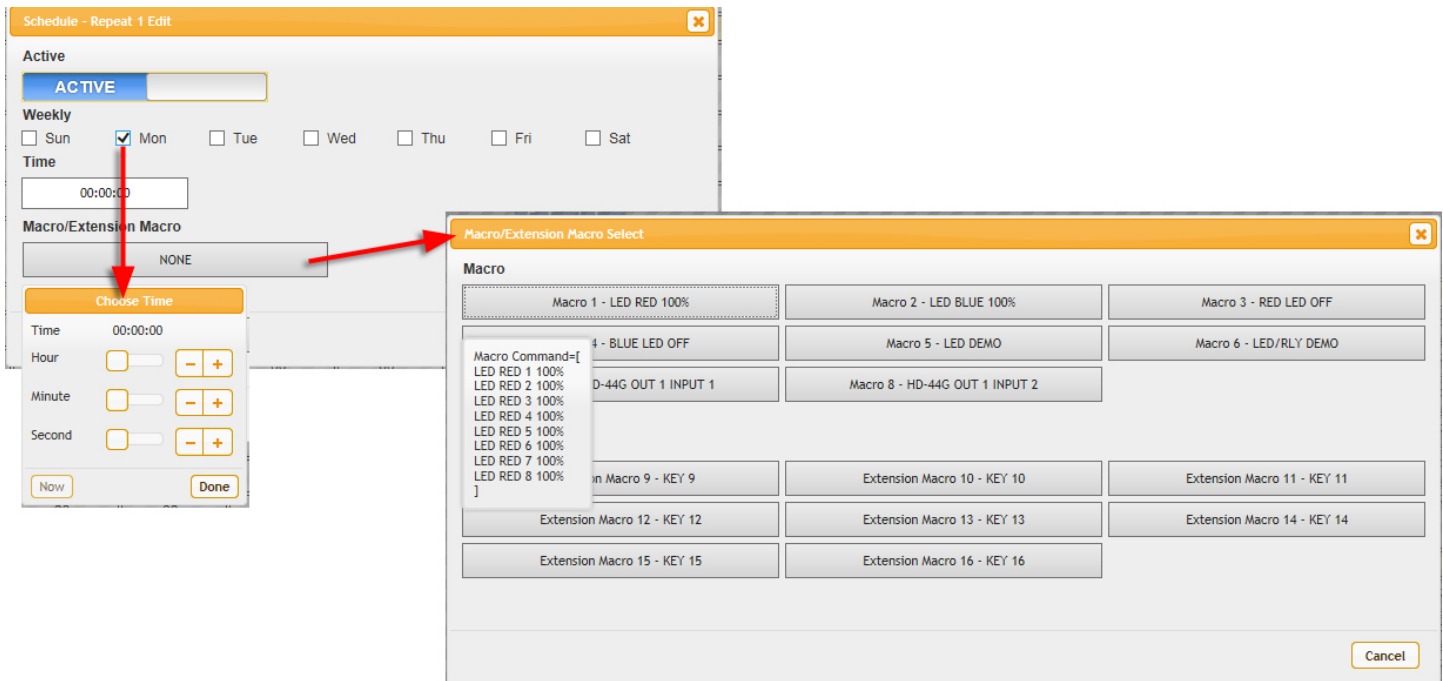 Schedule - Repeat 1 Edit
Active
ACTIVE
Weekly
Sun Mon Tue Wed Thu Fri Sat
Time
00:00:00
Macro/Extension Macro
NONE
Choose Time
Time 00:00:00
Hour - +
Minute - +
Second - +
Now Done
Macro/Extension Macro Select
Macro
Macro 1 - LED RED 100% Macro 2 - LED BLUE 100% Macro 3 - RED LED OFF
4 - BLUE LED OFF Macro 5 - LED DEMO Macro 6 - LED/RLY DEMO
D-44G OUT 1 INPUT 1 Macro 8 - HD-44G OUT 1 INPUT 2
Macro Command=[
LED RED 1 100%
LED RED 2 100%
LED RED 3 100%
LED RED 4 100%
LED RED 5 100%
LED RED 6 100%
LED RED 7 100%
LED RED 8 100%
]
n Macro 9 - KEY 9 Extension Macro 10 - KEY 10 Extension Macro 11 - KEY 11
Extension Macro 12 - KEY 12 Extension Macro 13 - KEY 13 Extension Macro 14 - KEY 14
Extension Macro 15 - KEY 15 Extension Macro 16 - KEY 16
Cancel